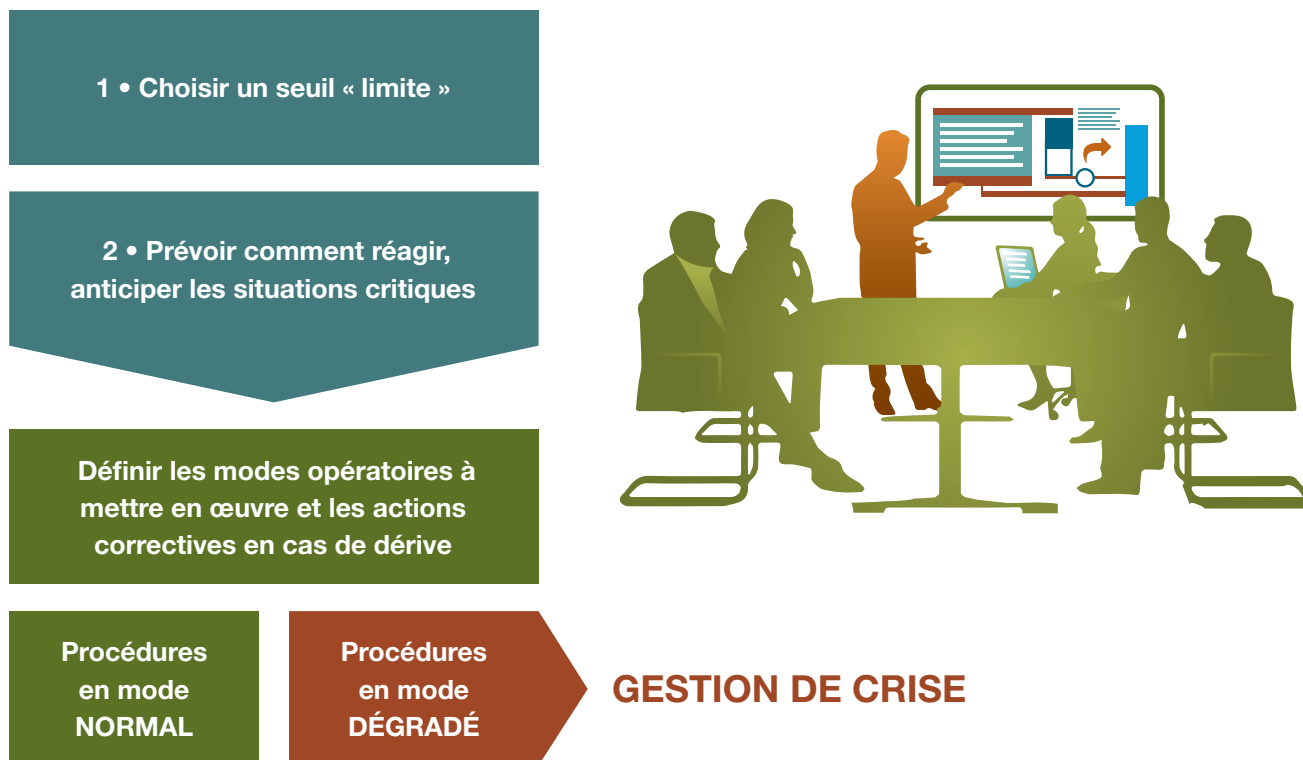 1 • Choisir un seuil « limite »
2 • Prévoir comment réagir,
anticiper les situations critiques
Définir les modes opératoires à
mettre en œuvre et les actions
correctives en cas de dérive
Procédures
en mode
NORMAL
Procédures
en mode
DÉGRADÉ
GESTION DE CRISE